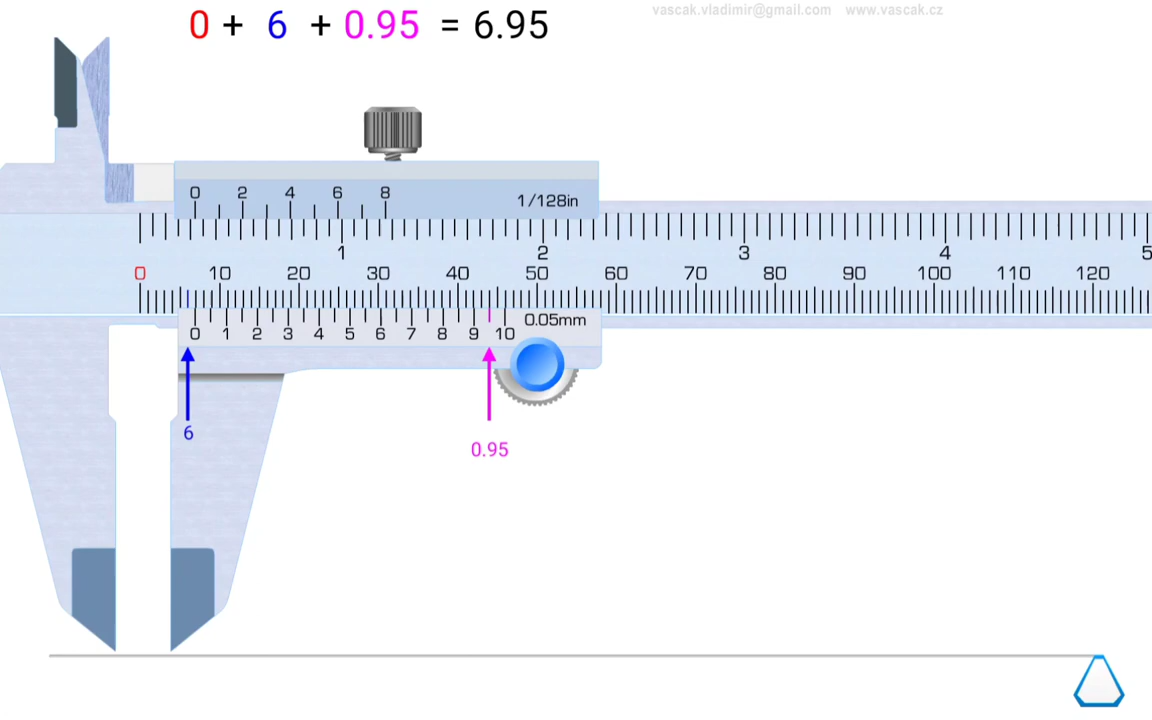 vascak.vladimir@gmail.com www.vascak.cz
0 + 6 + 0.95 = 6.95
0 2 4 6 8 1/128in
1 2 3 4 5
0 10 20 30 40 50 60 70 80 90 100 110 120
0 1 2 3 4 5 6 7 8 9 10 0.05mm
6
0.95